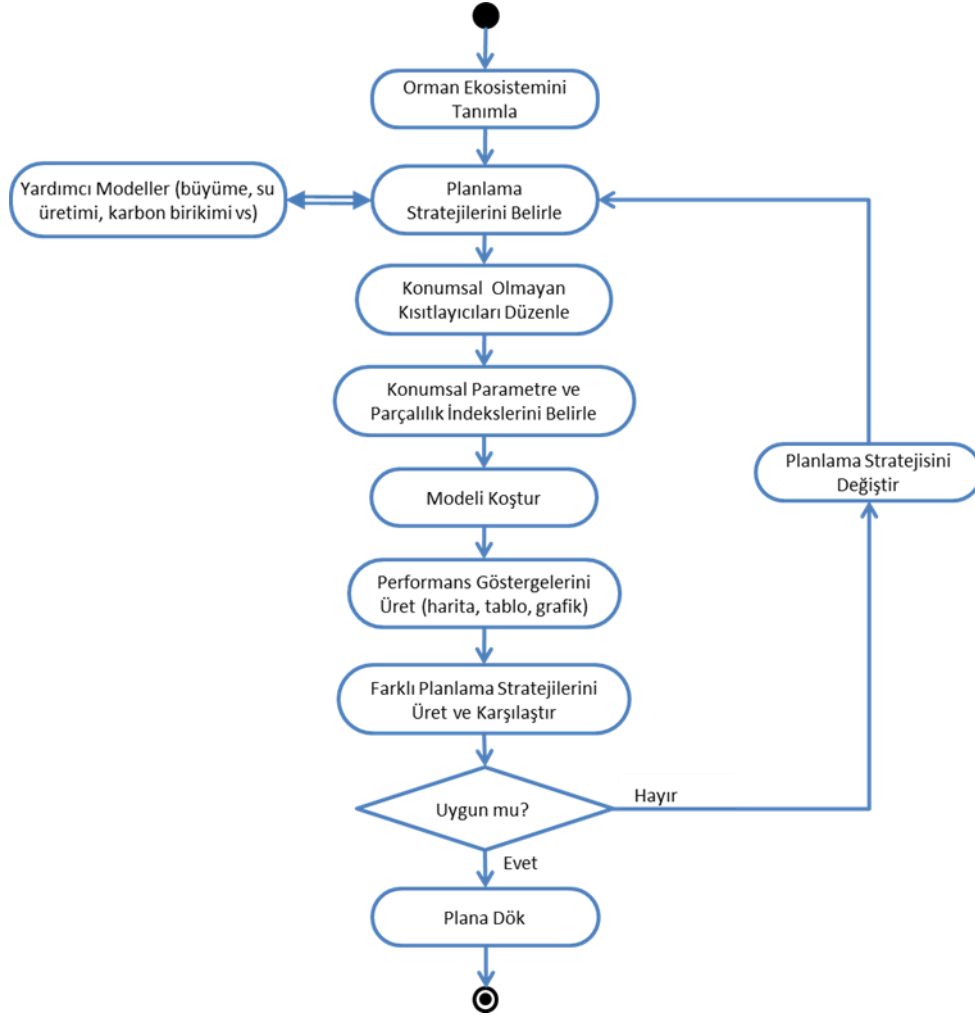 Orman Ekosistemini
Tanımla
Yardımcı Modeller (büyüme, su
üretimi, karbon birikimi vs)
Planlama
Stratejilerini Belirle
Konumsal Olmayan
Kısıtlayıcıları Düzenle
Konumsal Parametre ve
Parçalılık İndekslerini Belirle
Planlama Stratejisini
Değiştir
Modeli Koştur
Performans Göstergelerini
Üret (harita, tablo, grafik)
Farklı Planlama Stratejilerini
Üret ve Karşılaştır
Uygun mu?
Hayır
Evet
Plana Dök